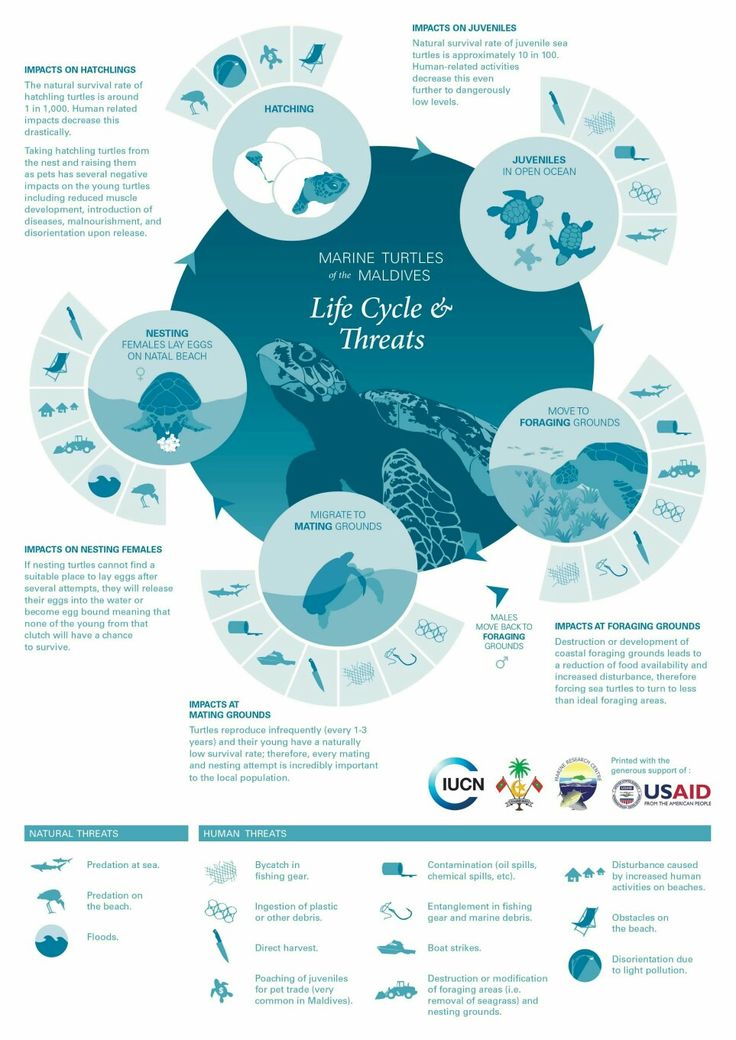 IMPACTS ON HATCHLINGS
The natural survival rate of
hatchling turtles is around
1 in 1,000. Human related
impacts decrease this
drastically.
Taking hatchling turtles from
the nest and raising them
as pets has several negative
impacts on the young turtles
including reduced muscle
development, introduction of
diseases, malnourishment, and
disorientation upon release.
HATCHING
IMPACTS ON JUVENILES
Natural survival rate of juvenile sea
turtles is approximately 10 in 100.
Human-related activities
decrease this even
further to dangerously
low levels.
JUVENILES
IN OPEN OCEAN
MARINE TURTLES
of the MALDIVES
Life Cycle &
Threats
NESTING
FEMALES LAY EGGS
ON NATAL BEACH
MOVE TO
FORAGING GROUNDS
MIGRATE TO
MATING GROUNDS
IMPACTS ON NESTING FEMALES
If nesting turtles cannot find a
suitable place to lay eggs after
several attempts, they will release
their eggs into the water or
become egg bound meaning that
none of the young from that
clutch will have a chance
to survive.
MALES
MOVE BACK TO
FORAGING
GROUNDS
IMPACTS AT FORAGING GROUNDS
Destruction or development of
coastal foraging grounds leads to
a reduction of food availability and
increased disturbance, therefore
forcing sea turtles to turn to less
than ideal foraging areas.
IMPACTS AT
MATING GROUNDS
Turtles reproduce infrequently (every 1-3
years) and their young have a naturally
low survival rate; therefore, every mating
and nesting attempt is incredibly important
to the local population.
IUCN
MARINE RESEARCH CENTRE
Printed with the
generous support of :
USAID
FROM THE AMERICAN PEOPLE
NATURAL THREATS
Predation at sea.
Predation on
the beach.
Floods.
HUMAN THREATS
Bycatch in
fishing gear.
Ingestion of plastic
or other debris.
Direct harvest.
Poaching of juveniles
for pet trade (very
common in Maldives).
Contamination (oil spills,
chemical spills, etc).
Entanglement in fishing
gear and marine debris.
Boat strikes.
Destruction or modification
of foraging areas (i.e.
removal of seagrass) and
nesting grounds.
Disturbance caused
by increased human
activities on beaches.
Obstacles on
the beach.
Disorientation due
to light pollution.